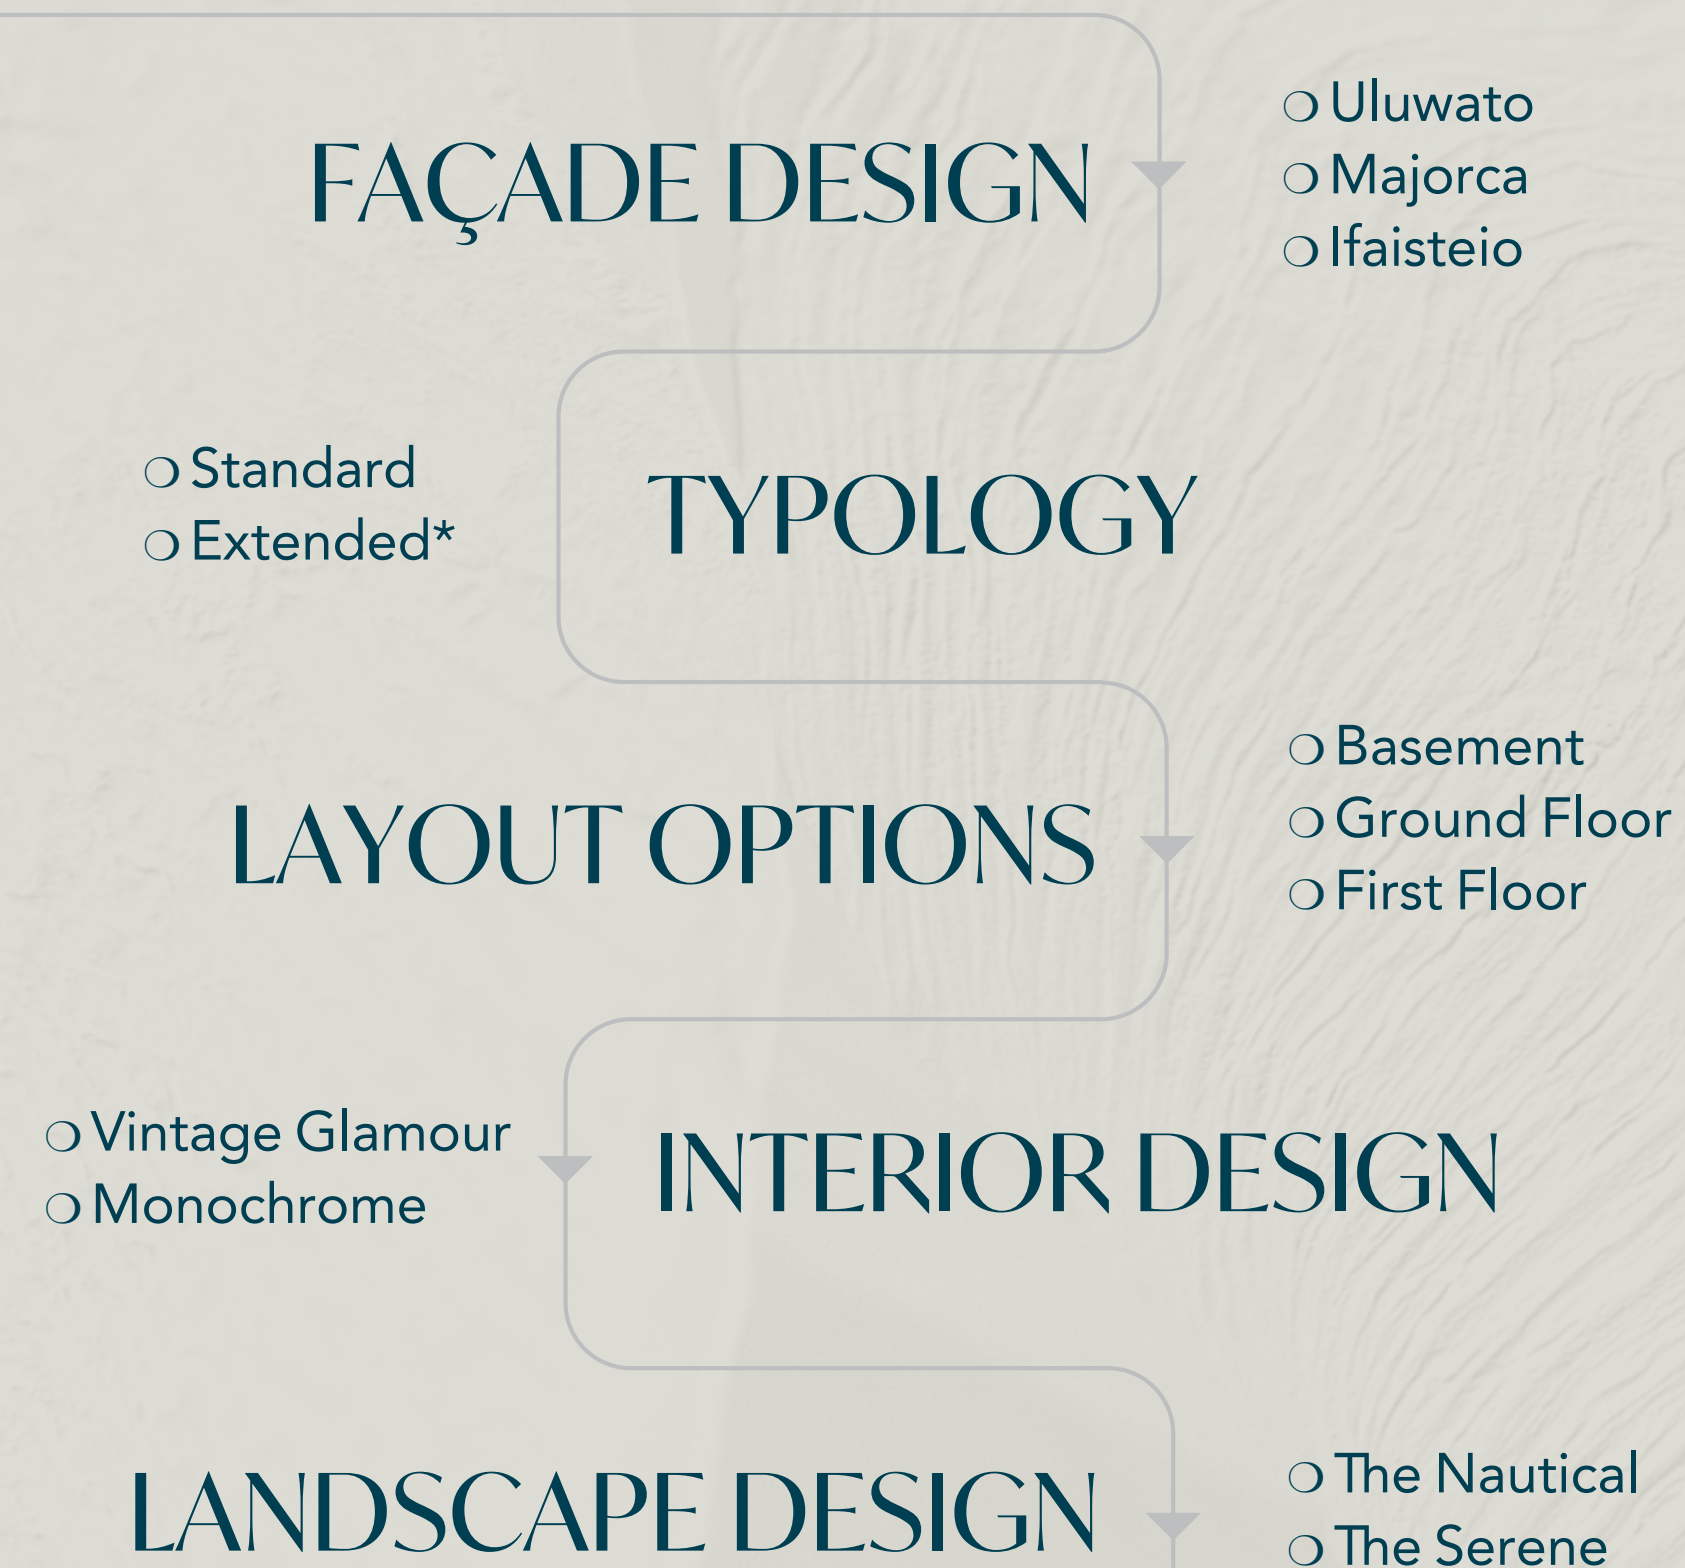 FAÇADE DESIGN
❍ Uluwato
❍ Majorca
❍ Ifaisteio
❍ Standard
❍ Extended*
TYPOLOGY
LAYOUT OPTIONS
❍ Basement
❍ Ground Floor
❍ First Floor
❍ Vintage Glamour
❍ Monochrome
INTERIOR DESIGN
LANDSCAPE DESIGN
❍ The Nautical
❍ The Serene